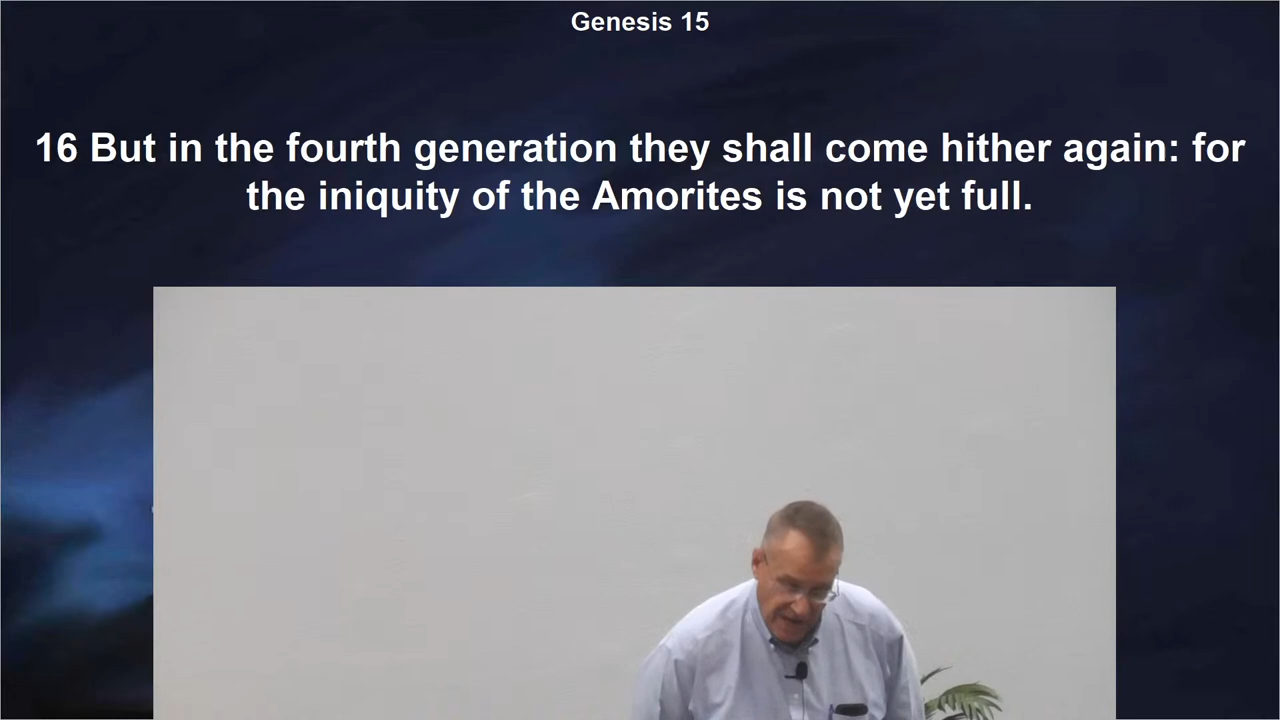 Genesis 15
16 But in the fourth generation they shall come hither again: for
the iniquity of the Amorites is not yet full.